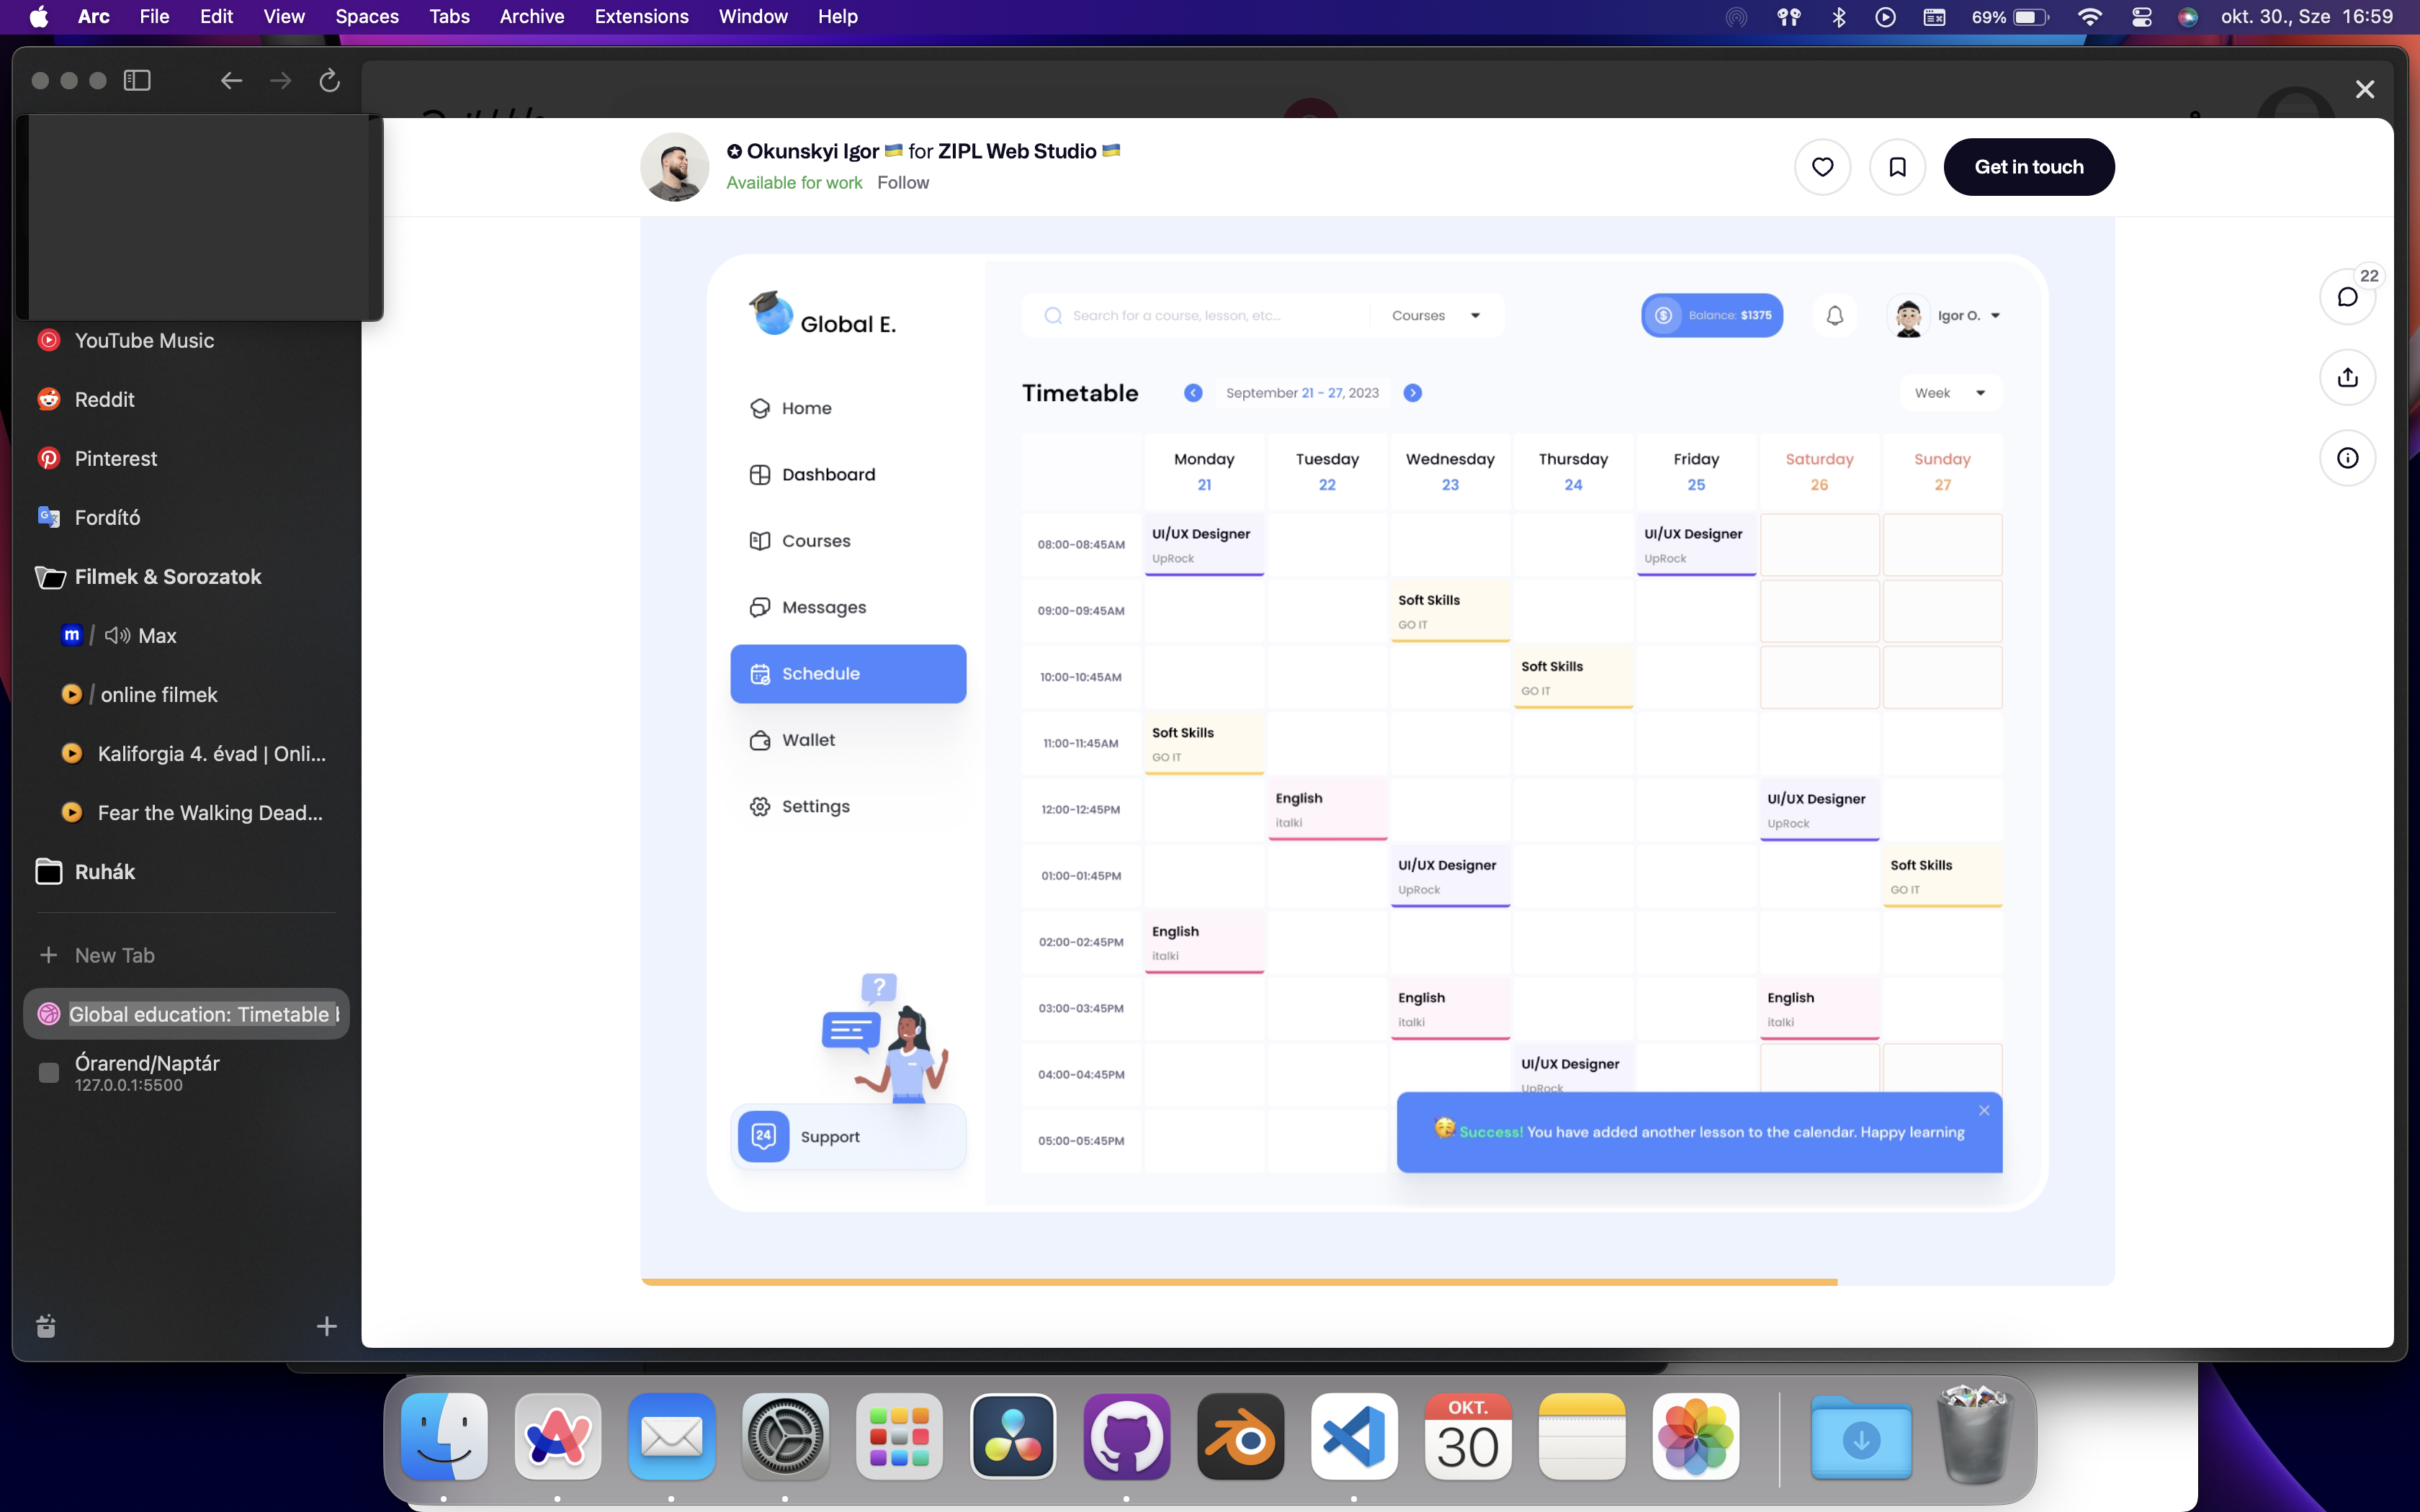 Arc File Edit View Spaces Tabs Archive Extensions Window Help
69% okt. 30., Sze 16:59
YouTube Music
Reddit
Pinterest
Fordító
Filmek & Sorozatok
m / Max
/ online filmek
Kaliforgia 4. évad | Onli...
Fear the Walking Dead...
Ruhák
New Tab
Global education: Timetable
Órarend/Naptár
127.0.0.1:5500
Okunskyi Igor for ZIPL Web Studio
Available for work Follow
Get in touch
22
Global E.
Home
Dashboard
Courses
Messages
Schedule
Wallet
Settings
?
24 Support
Search for a course, lesson, etc... Courses
$ Balance: $1375
Igor O.
Timetable September 21 - 27, 2023 Week
Monday Tuesday Wednesday Thursday Friday Saturday Sunday
21 22 23 24 25 26 27
08:00-08:45AM
UI/UX Designer
UpRock
UI/UX Designer
UpRock
09:00-09:45AM
Soft Skills
GO IT
10:00-10:45AM
Soft Skills
GO IT
11:00-11:45AM
Soft Skills
GO IT
12:00-12:45PM
English
italki
UI/UX Designer
UpRock
01:00-01:45PM
UI/UX Designer
UpRock
Soft Skills
GO IT
02:00-02:45PM
English
italki
03:00-03:45PM
English
italki
English
italki
04:00-04:45PM
UI/UX Designer
UpRock
05:00-05:45PM
Success! You have added another lesson to the calendar. Happy learning
OKT.
30